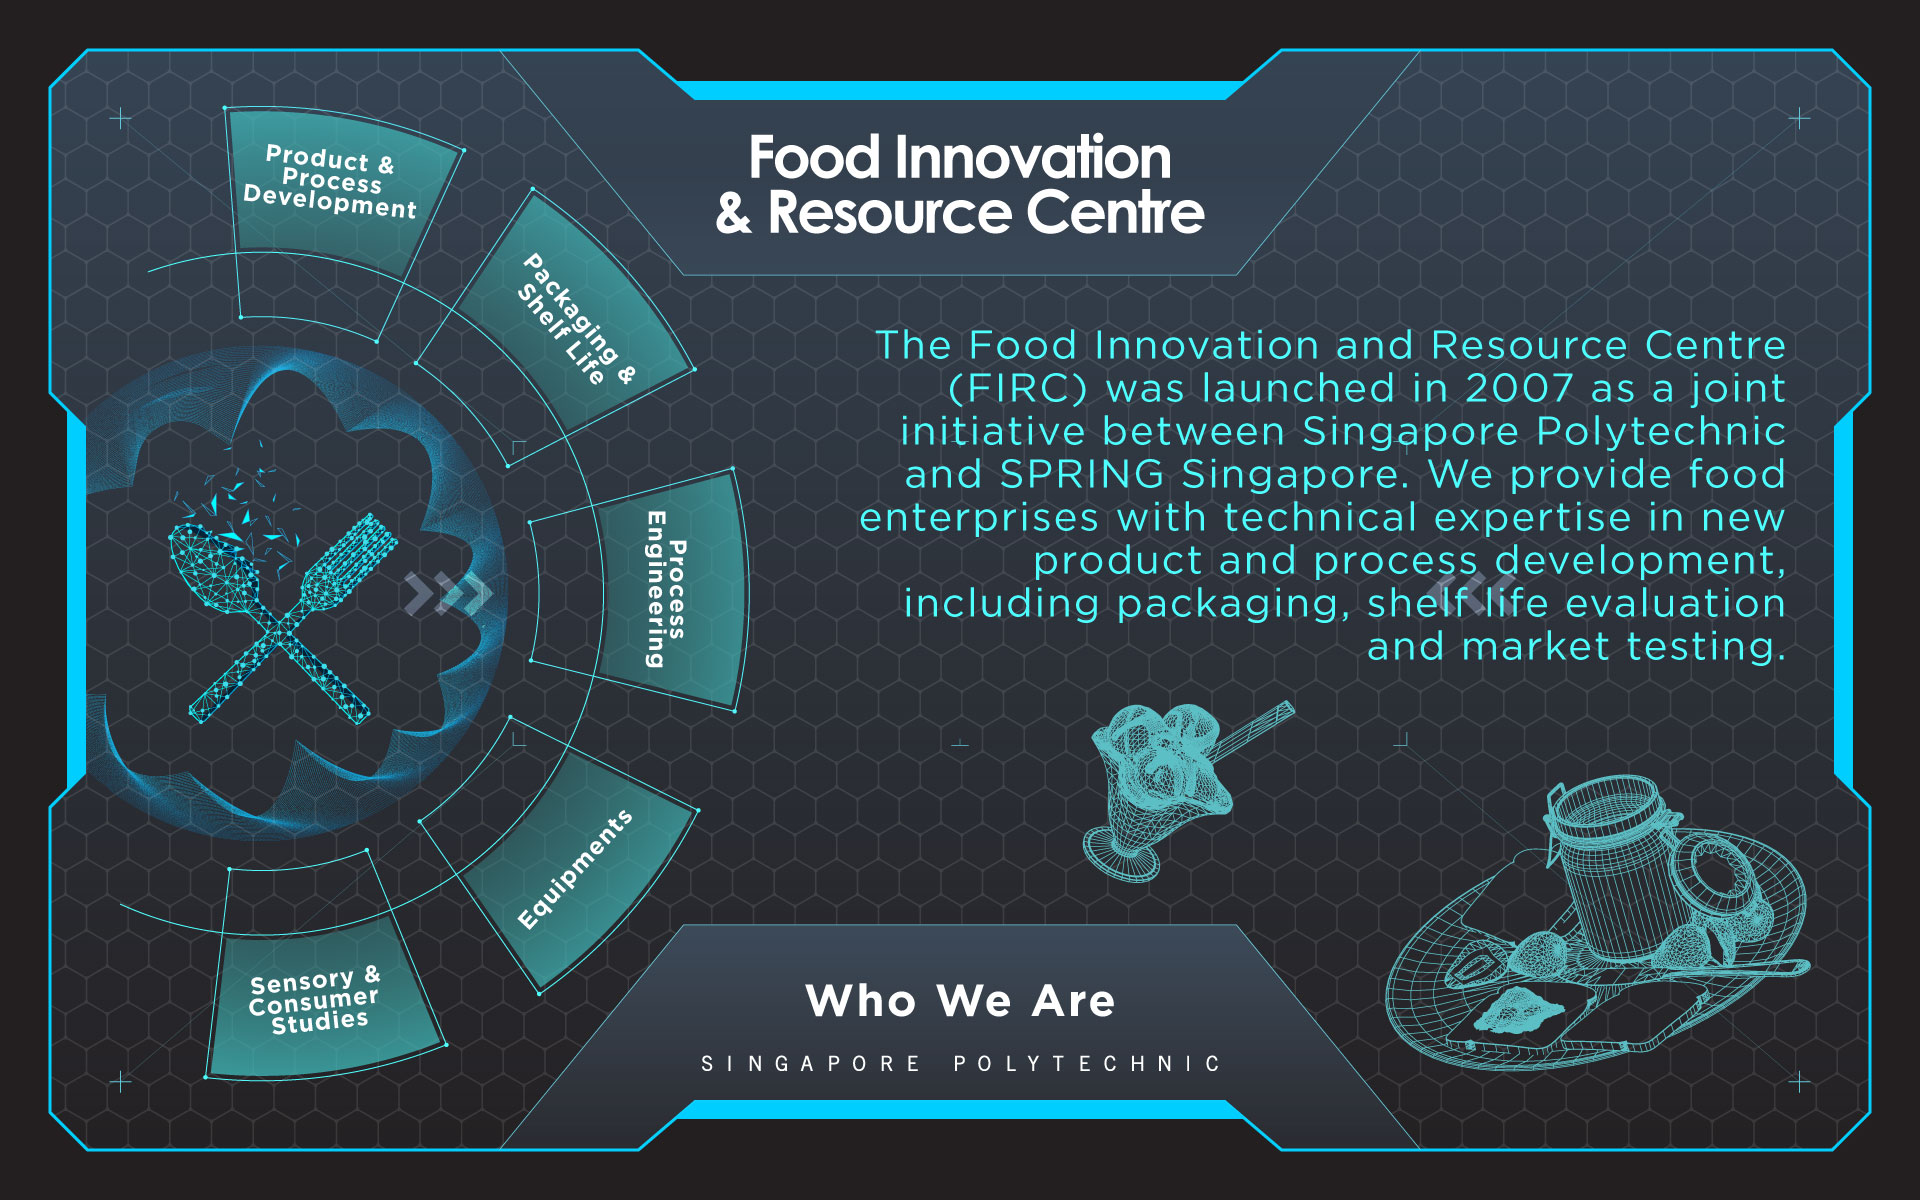 Food Innovation
& Resource Centre
Product &
Process
Development
Packaging &
Shelf Life
Process
Engineering
Equipments
Sensory &
Consumer
Studies
The Food Innovation and Resource Centre
(FIRC) was launched in 2007 as a joint
initiative between Singapore Polytechnic
and SPRING Singapore. We provide food
enterprises with technical expertise in new
product and process development,
including packaging, shelf life evaluation
and market testing.
Who We Are
SINGAPORE POLYTECHNIC